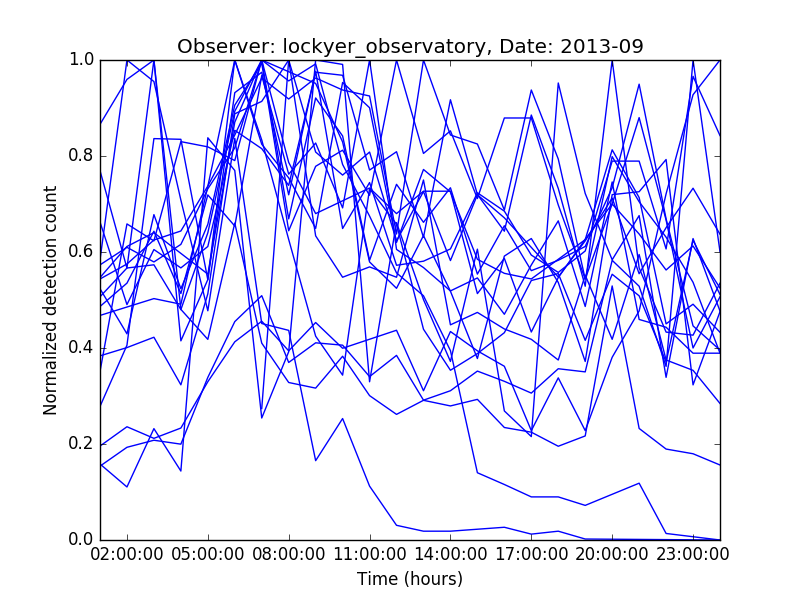 Observer: lockyer_observatory, Date: 2013-09
Normalized detection count
1.0
0.8
0.6
0.4
0.2
0.0
02:00:00 05:00:00 08:00:00 11:00:00 14:00:00 17:00:00 20:00:00 23:00:00
Time (hours)